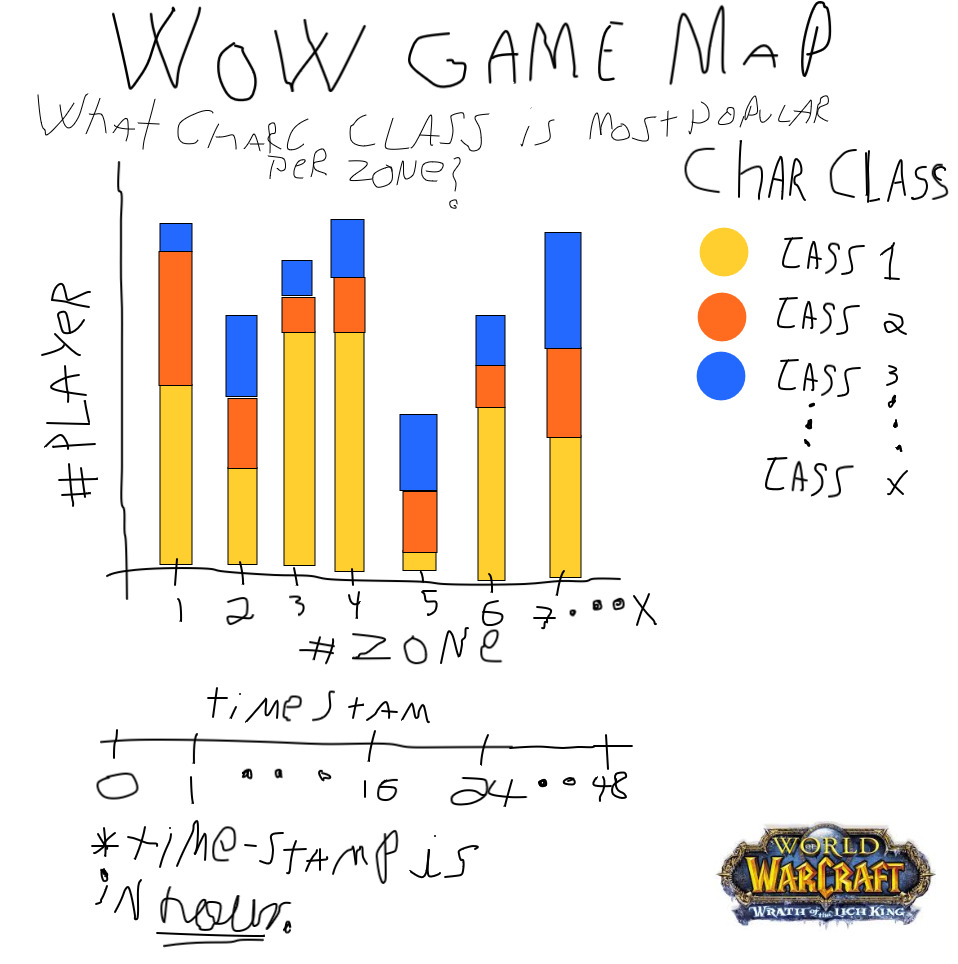 WOW GAME MAP
WHAT CHARC CLASS iS MOST POPULAR
PER ZONE?
CHAR CLASS
CASS 1
CASS 2
CASS 3
CASS X
#PLAYER
1 2 3 4 5 6 7 . . . X
#ZONE
timestam
0 1 . . . 16 24 . . 48
*time-stamp is
in hour.
WORLD
of
WARCRAFT
WRATH of the LICH KING